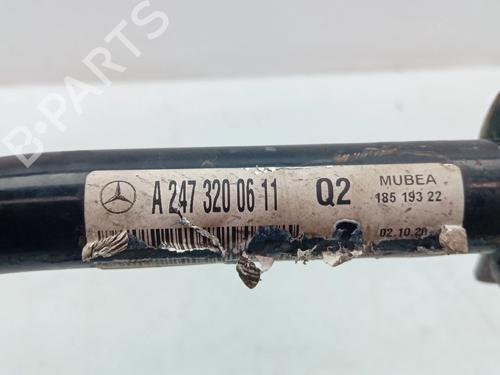 B-PARTS
A 247 320 06 11
Q2
MUBEA
185 193 22
02.10.20